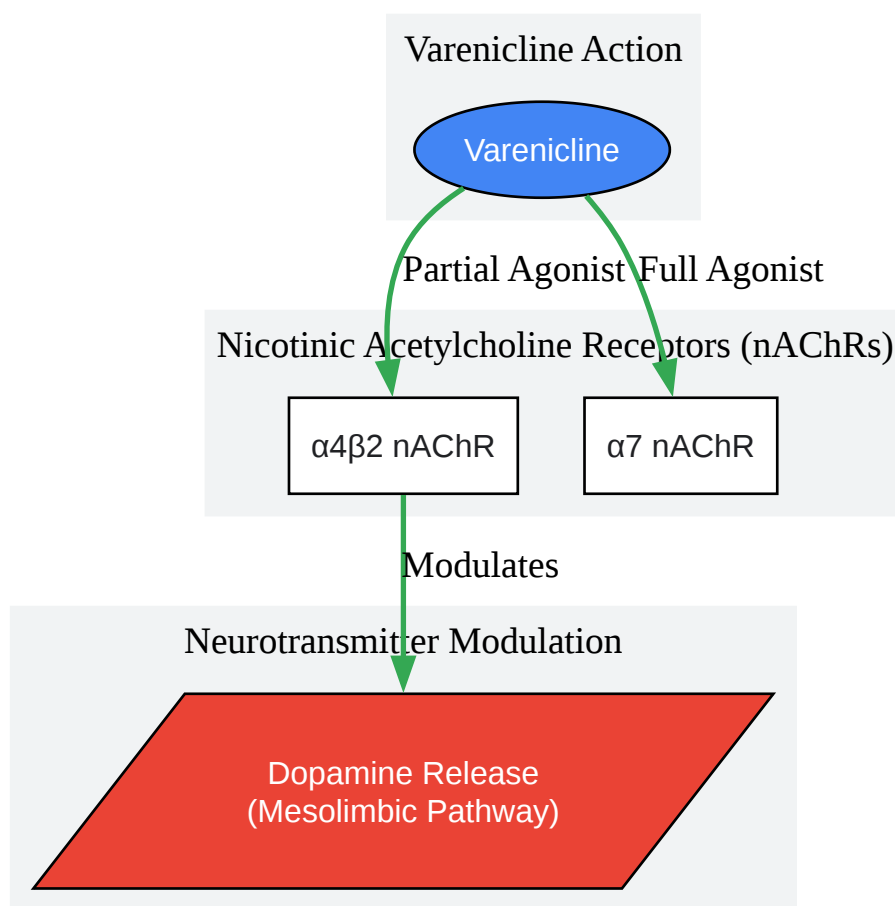 Varenicline Action
Varenicline
Partial Agonist
Full Agonist
Nicotinic Acetylcholine Receptors (nAChRs)
α4β2 nAChR
α7 nAChR
Modulates
Neurotransmitter Modulation
Dopamine Release
(Mesolimbic Pathway)